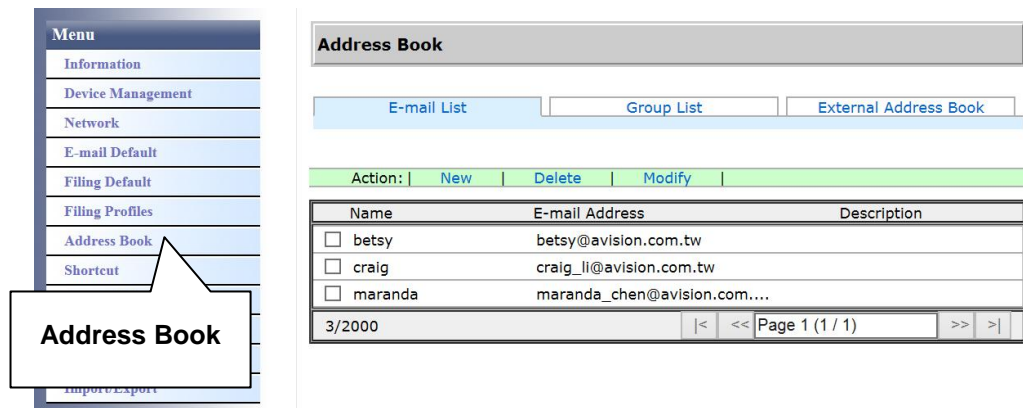 Menu
Information
Device Management
Network
E-mail Default
Filing Default
Filing Profiles
Address Book
Shortcut
Address Book
Import/Export
Address Book
E-mail List Group List External Address Book
Action: | New | Delete | Modify |
Name E-mail Address Description
betsy betsy@avision.com.tw
craig craig_li@avision.com.tw
maranda maranda_chen@avision.com....
3/2000 |< << Page 1 (1 / 1) >> >|